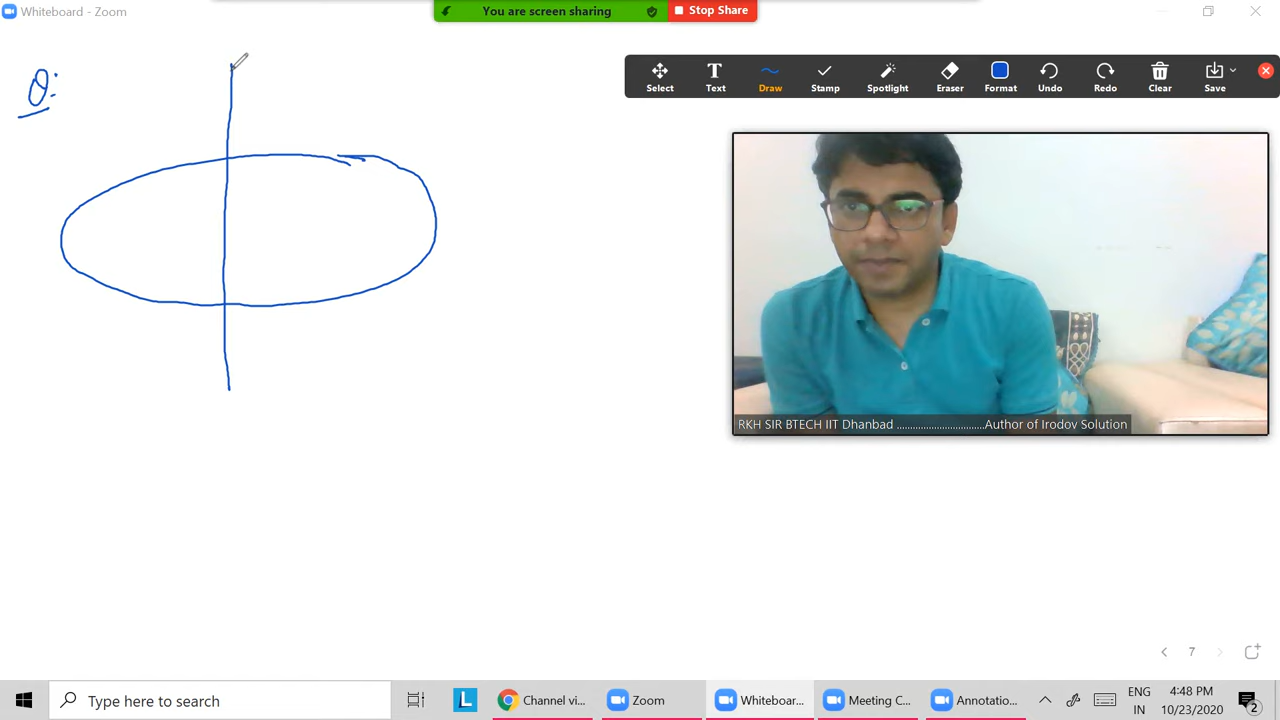 Whiteboard - Zoom
You are screen sharing
Stop Share
Q:
Select
Text
Draw
Stamp
Spotlight
Eraser
Format
Undo
Redo
Clear
Save
RKH SIR BTECH IIT Dhanbad ................................Author of Irodov Solution
7
Type here to search
L
Channel vi...
Zoom
Whiteboar...
Meeting C...
Annotatio...
ENG
IN
4:48 PM
10/23/2020
2